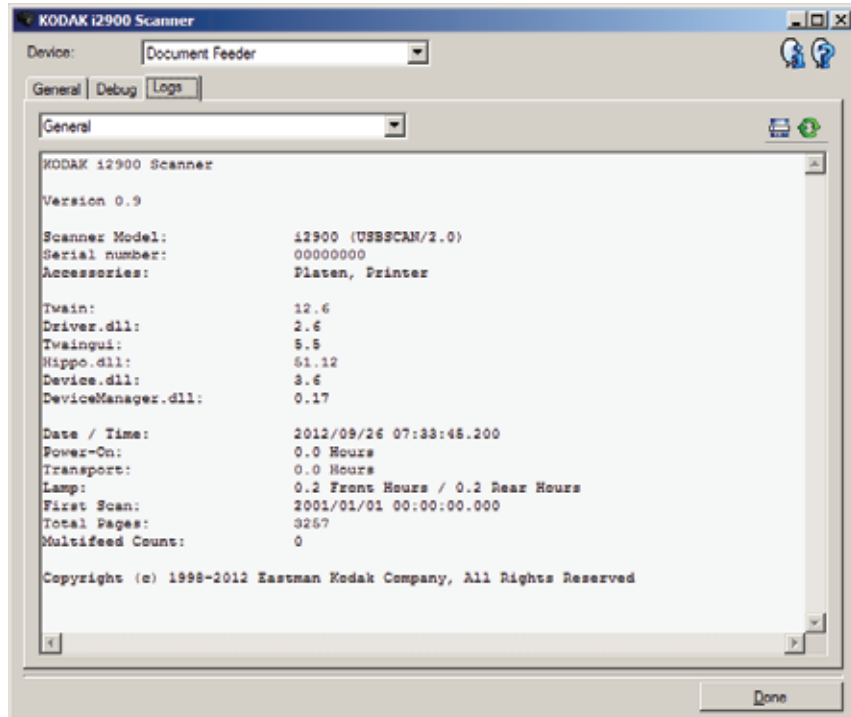 KODAK i2900 Scanner
Device: Document Feeder
General Debug Logs
General
KODAK i2900 Scanner
Version 0.9
Scanner Model: i2900 (USBSCAN/2.0)
Serial number: 00000000
Accessories: Platen, Printer
Twain: 12.6
Driver.dll: 2.6
Twaingui: 5.5
Hippo.dll: 51.12
Device.dll: 3.6
DeviceManager.dll: 0.17
Date / Time: 2012/09/26 07:33:45.200
Power-On: 0.0 Hours
Transport: 0.0 Hours
Lamp: 0.2 Front Hours / 0.2 Rear Hours
First Scan: 2001/01/01 00:00:00.000
Total Pages: 3257
Multifeed Count: 0
Copyright (c) 1998-2012 Eastman Kodak Company, All Rights Reserved
Done